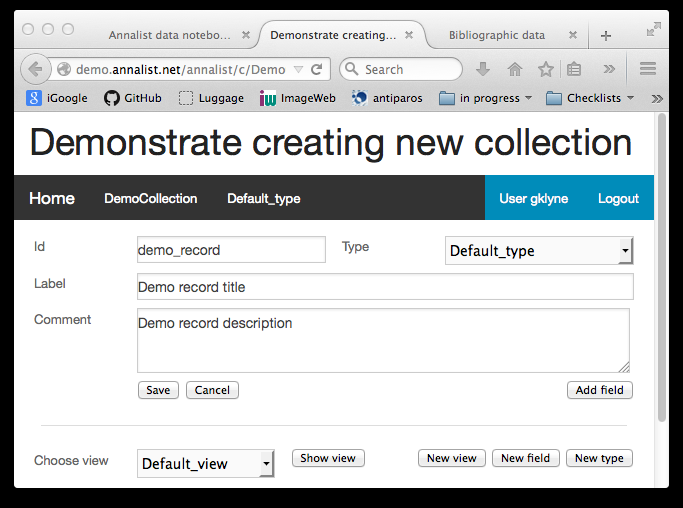 Annalist data notebo... Demonstrate creating... Bibliographic data
demo.annalist.net/annalist/c/Demo Search
iGoogle GitHub Luggage ImageWeb antiparos in progress Checklists
Demonstrate creating new collection
Home DemoCollection Default_type User gklyne Logout
Id demo_record Type Default_type
Label Demo record title
Comment Demo record description
Save Cancel Add field
Choose view Default_view Show view New view New field New type